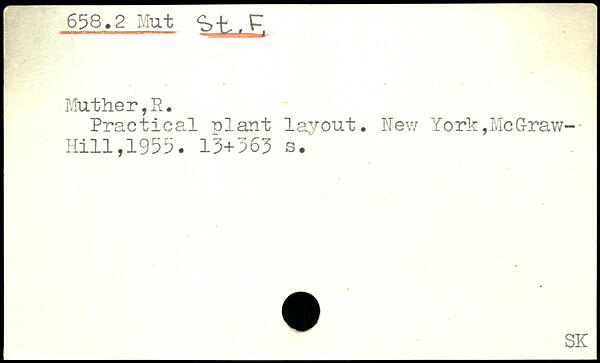 658.2 Mut St.F.
Muther,R.
Practical plant layout. New York,McGraw-
Hill,1955. 13+363 s.
SK